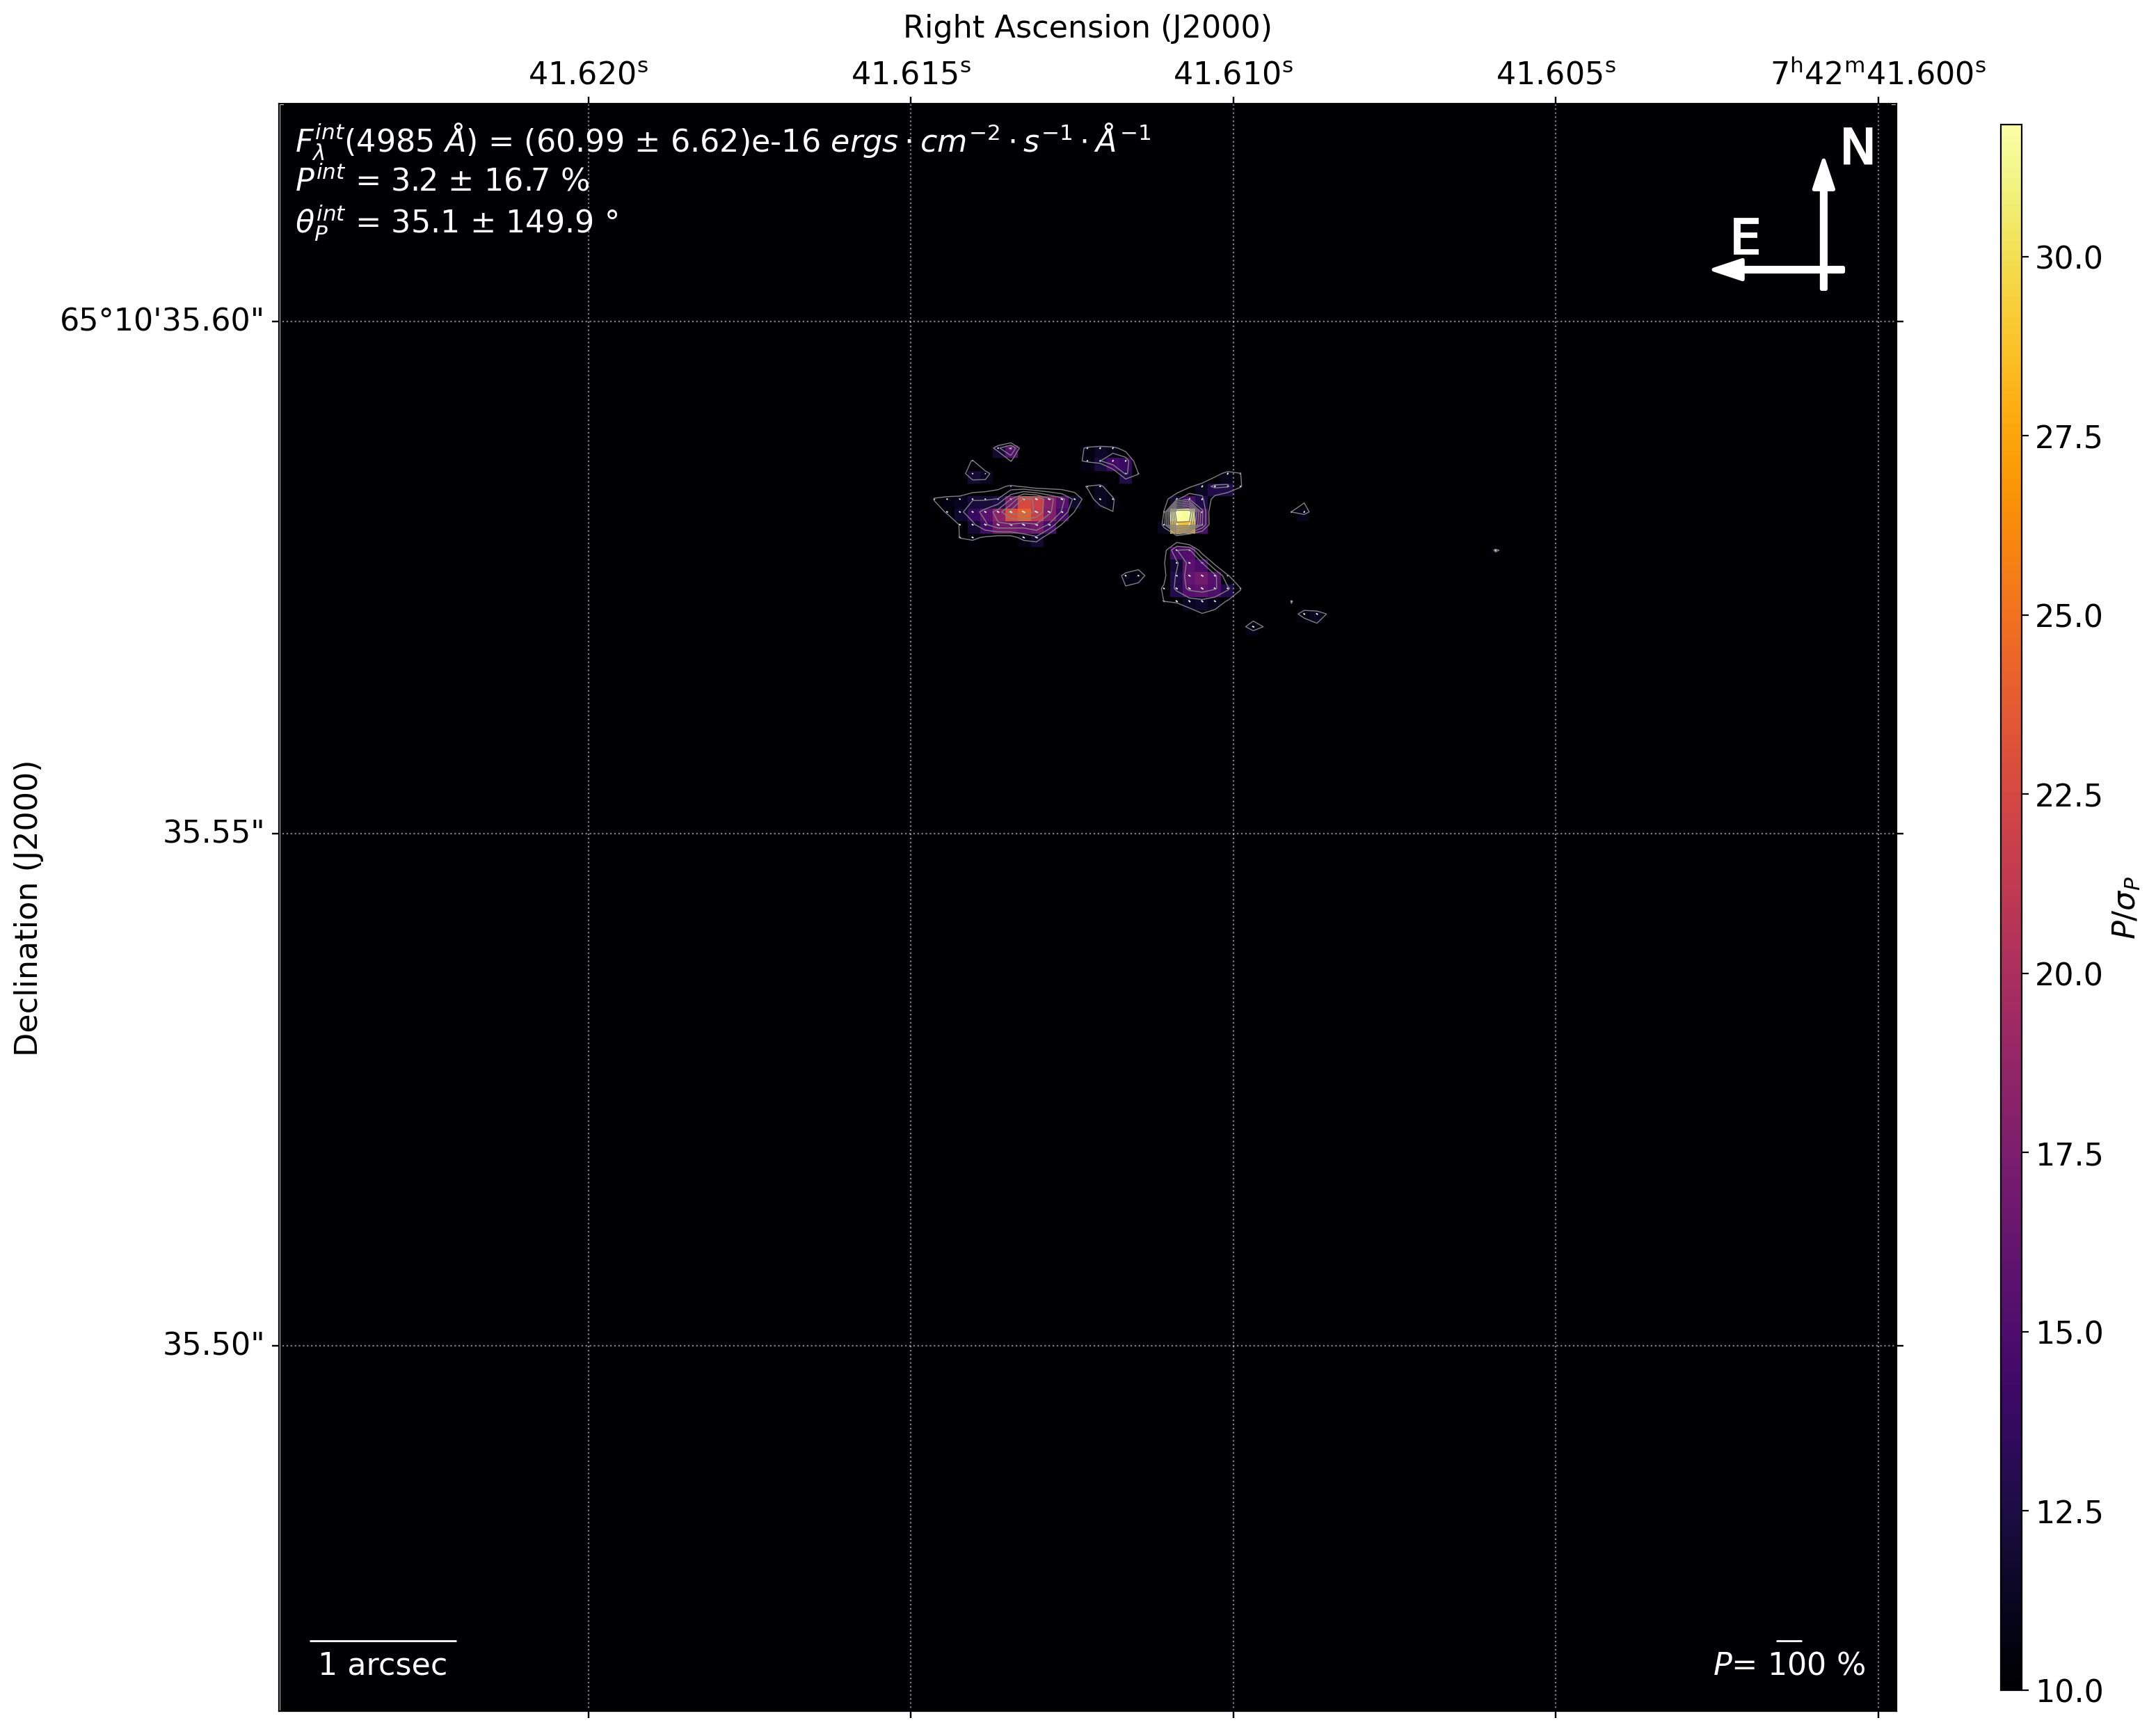 Right Ascension (J2000)
41.620ˢ 41.615ˢ 41.610ˢ 41.605ˢ 7ʰ42ᵐ41.600ˢ
F_λ^int(4985 Å) = (60.99 ± 6.62)e-16 ergs · cm⁻² · s⁻¹ · Å⁻¹
P^int = 3.2 ± 16.7 %
θ_P^int = 35.1 ± 149.9 °
N
E
65°10'35.60"
35.55"
35.50"
Declination (J2000)
1 arcsec
P= 100 %
30.0
27.5
25.0
22.5
20.0
17.5
15.0
12.5
10.0
P/σ_P